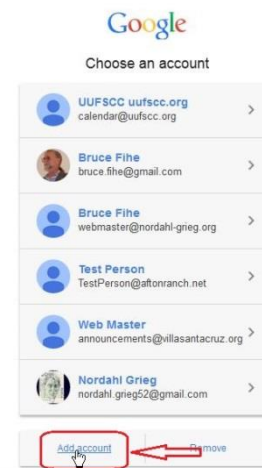 Google
Choose an account
UUFSCC uufscc.org
calendar@uufscc.org
Bruce Fihe
bruce.fihe@gmail.com
Bruce Fihe
webmaster@nordahl-grieg.org
Test Person
TestPerson@aftonranch.net
Web Master
announcements@villasantacruz.org
Nordahl Grieg
nordahl.grieg52@gmail.com
Add account Remove